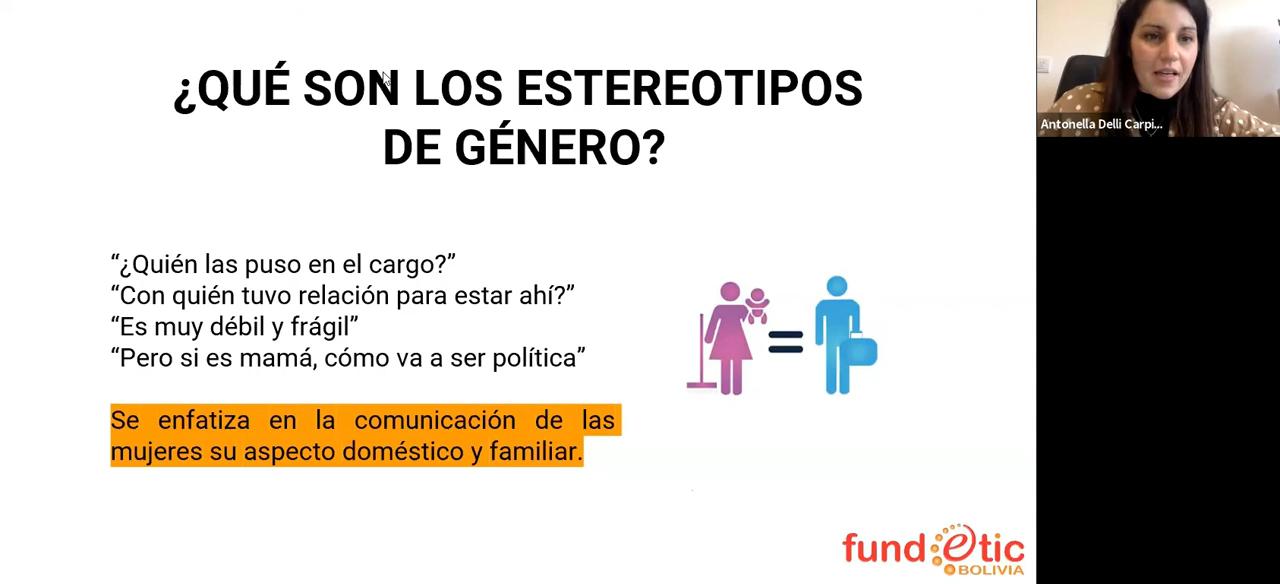 ¿QUÉ SON LOS ESTEREOTIPOS
DE GÉNERO?
“¿Quién las puso en el cargo?”
“Con quién tuvo relación para estar ahí?”
“Es muy débil y frágil”
“Pero si es mamá, cómo va a ser política”
Se enfatiza en la comunicación de las
mujeres su aspecto doméstico y familiar.
Antonella Delli Carpi...
fundetic
BOLIVIA